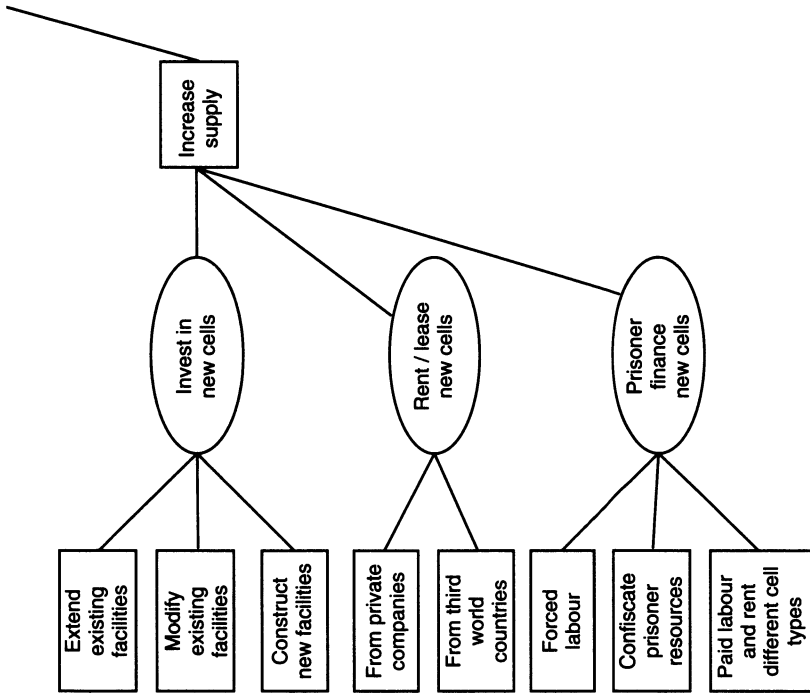 Increase
supply
Invest in
new cells
Rent / lease
new cells
Prisoner
finance
new cells
Extend
existing
facilities
Modify
existing
facilities
Construct
new facilities
From private
companies
From third
world
countries
Forced
labour
Confiscate
prisoner
resources
Paid labour
and rent
different cell
types